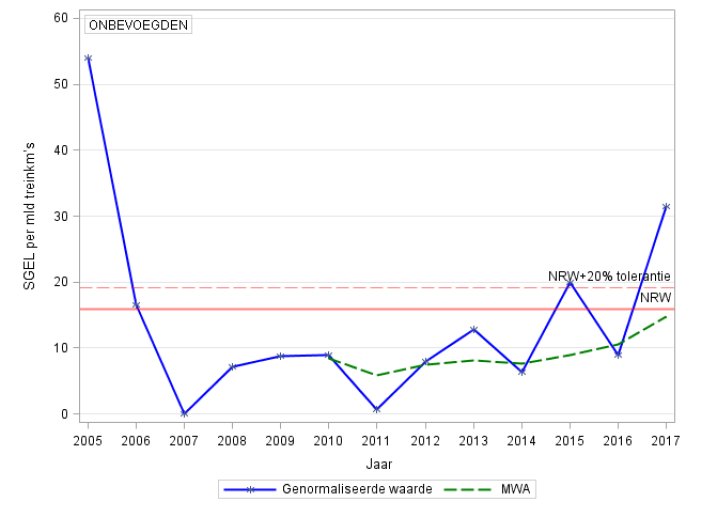 ONBEVOEGDEN
60
50
40
30
20
10
0
SGEL per mld treinkm's
NRW+20% tolerantie
NRW
2005 2006 2007 2008 2009 2010 2011 2012 2013 2014 2015 2016 2017
Jaar
Genormaliseerde waarde MWA